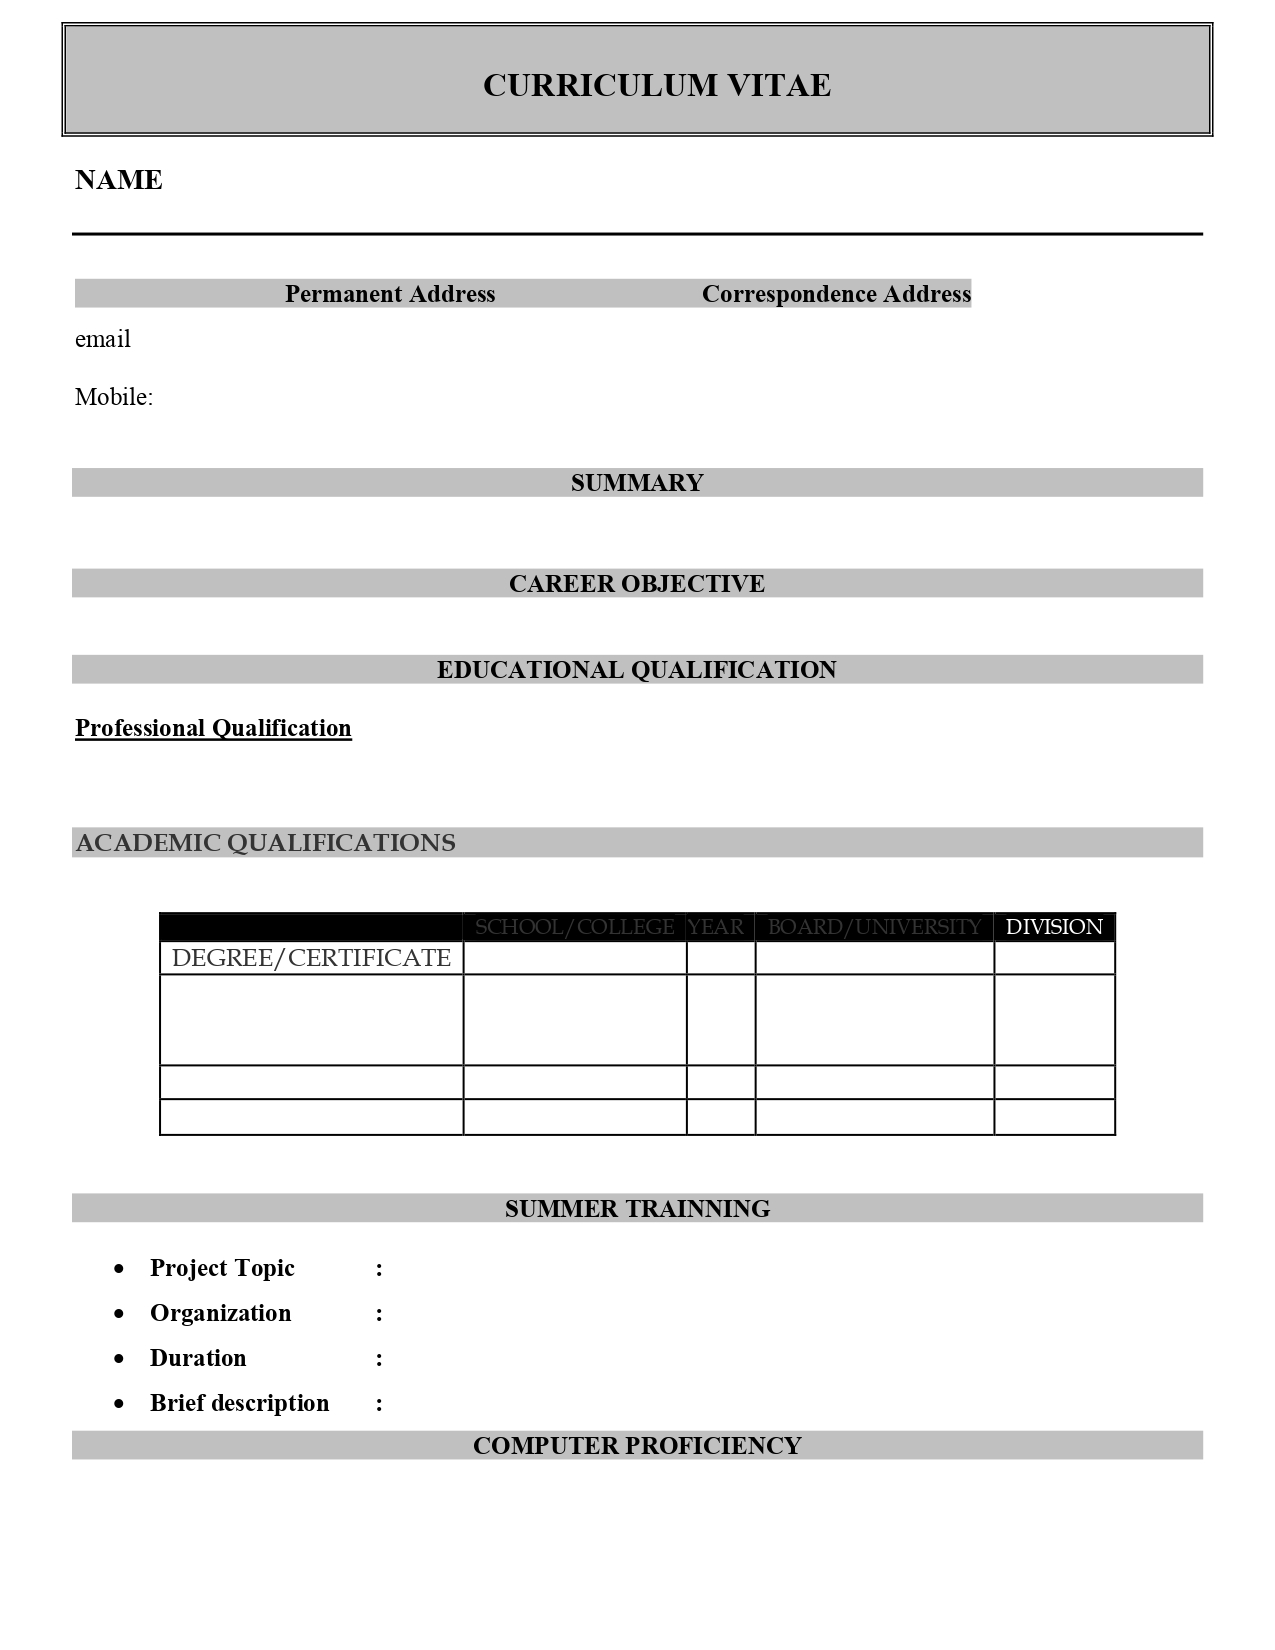 CURRICULUM VITAE
NAME
Permanent Address Correspondence Address
email
Mobile:
SUMMARY
CAREER OBJECTIVE
EDUCATIONAL QUALIFICATION
Professional Qualification
ACADEMIC QUALIFICATIONS
SCHOOL/COLLEGE YEAR BOARD/UNIVERSITY DIVISION
DEGREE/CERTIFICATE
SUMMER TRAINNING
• Project Topic :
• Organization :
• Duration :
• Brief description :
COMPUTER PROFICIENCY